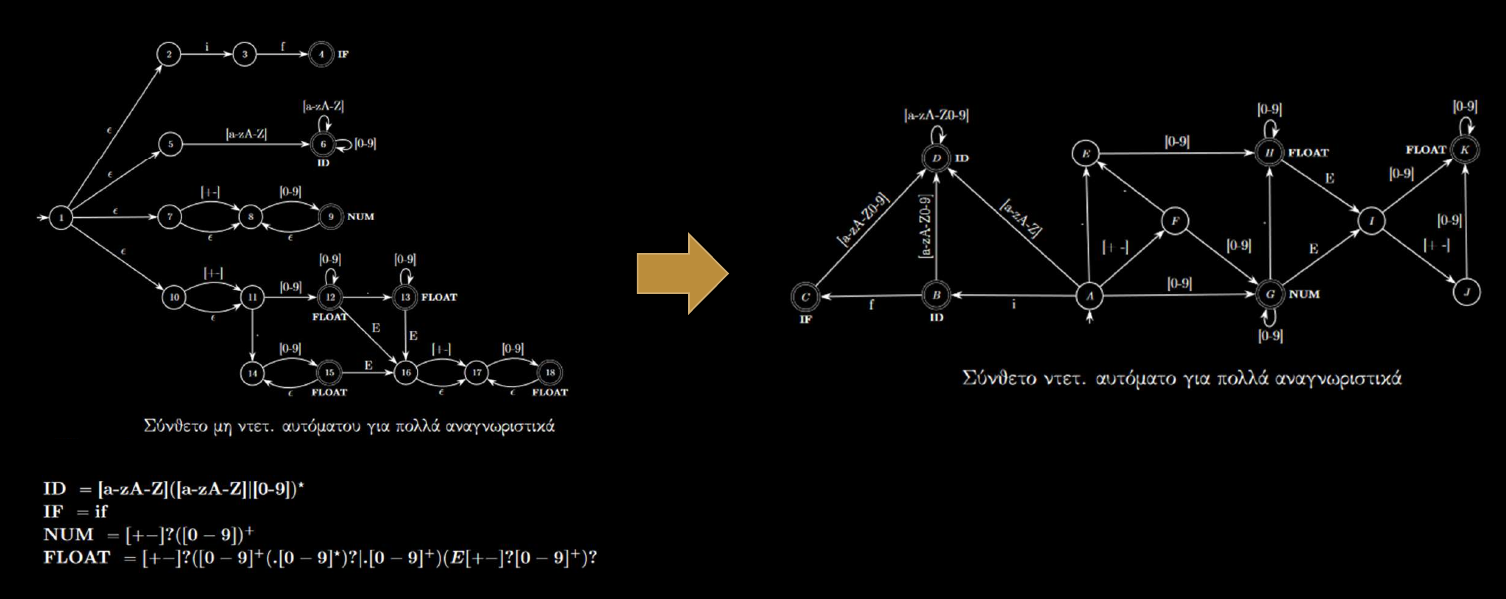 2 i 3 f 4 IF
ϵ
[a-zA-Z]
5 [a-zA-Z] 6 [0-9]
ID
ϵ
[+-] [0-9]
1 ϵ 7 8 9 NUM
ϵ ϵ
ϵ
[+-] [0-9] [0-9]
10 11 [0-9] 12 . 13 FLOAT
ϵ FLOAT
. E E
[0-9] [+-] [0-9]
14 15 E 16 17 18
ϵ FLOAT ϵ ϵ FLOAT
Σύνθετο μη ντετ. αυτόματου για πολλά αναγνωριστικά
ID = [a-zA-Z]([a-zA-Z]|[0-9])*
IF = if
NUM = [+−]?([0 − 9])+
FLOAT = [+−]?([0 − 9]+(.[0 − 9]*)?|.[0 − 9]+)(E[+−]?[0 − 9]+)?
[a-zA-Z0-9] [0-9] [0-9]
D ID E [0-9] H FLOAT FLOAT K
E [0-9]
[a-zA-Z0-9] [a-zA-Z0-9] [a-zA-Z] . . F . I
[+-] [0-9] E [+-] [0-9]
C f B i A [0-9] G NUM J
IF ID [0-9]
Σύνθετο ντετ. αυτόματο για πολλά αναγνωριστικά